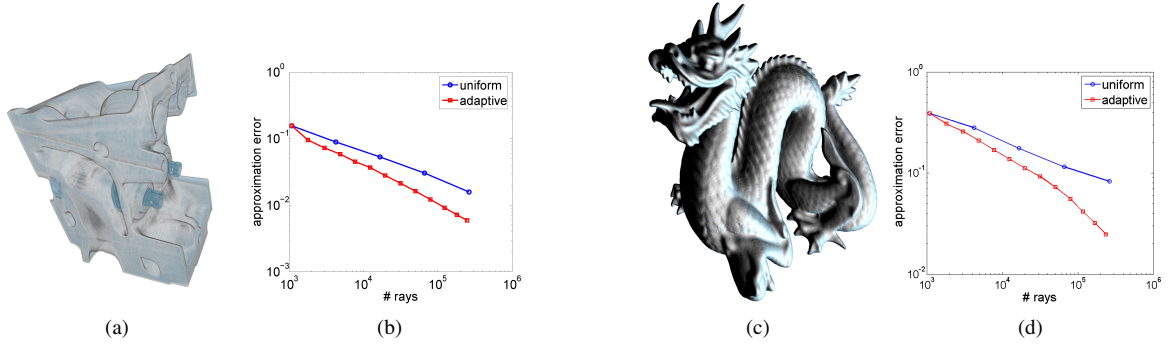 10^0
10^-1
10^-2
10^-3
approximation error
uniform
adaptive
10^3
10^4
10^5
10^6
# rays
10^0
10^-1
10^-2
approximation error
uniform
adaptive
10^3
10^4
10^5
10^6
# rays
(a)
(b)
(c)
(d)